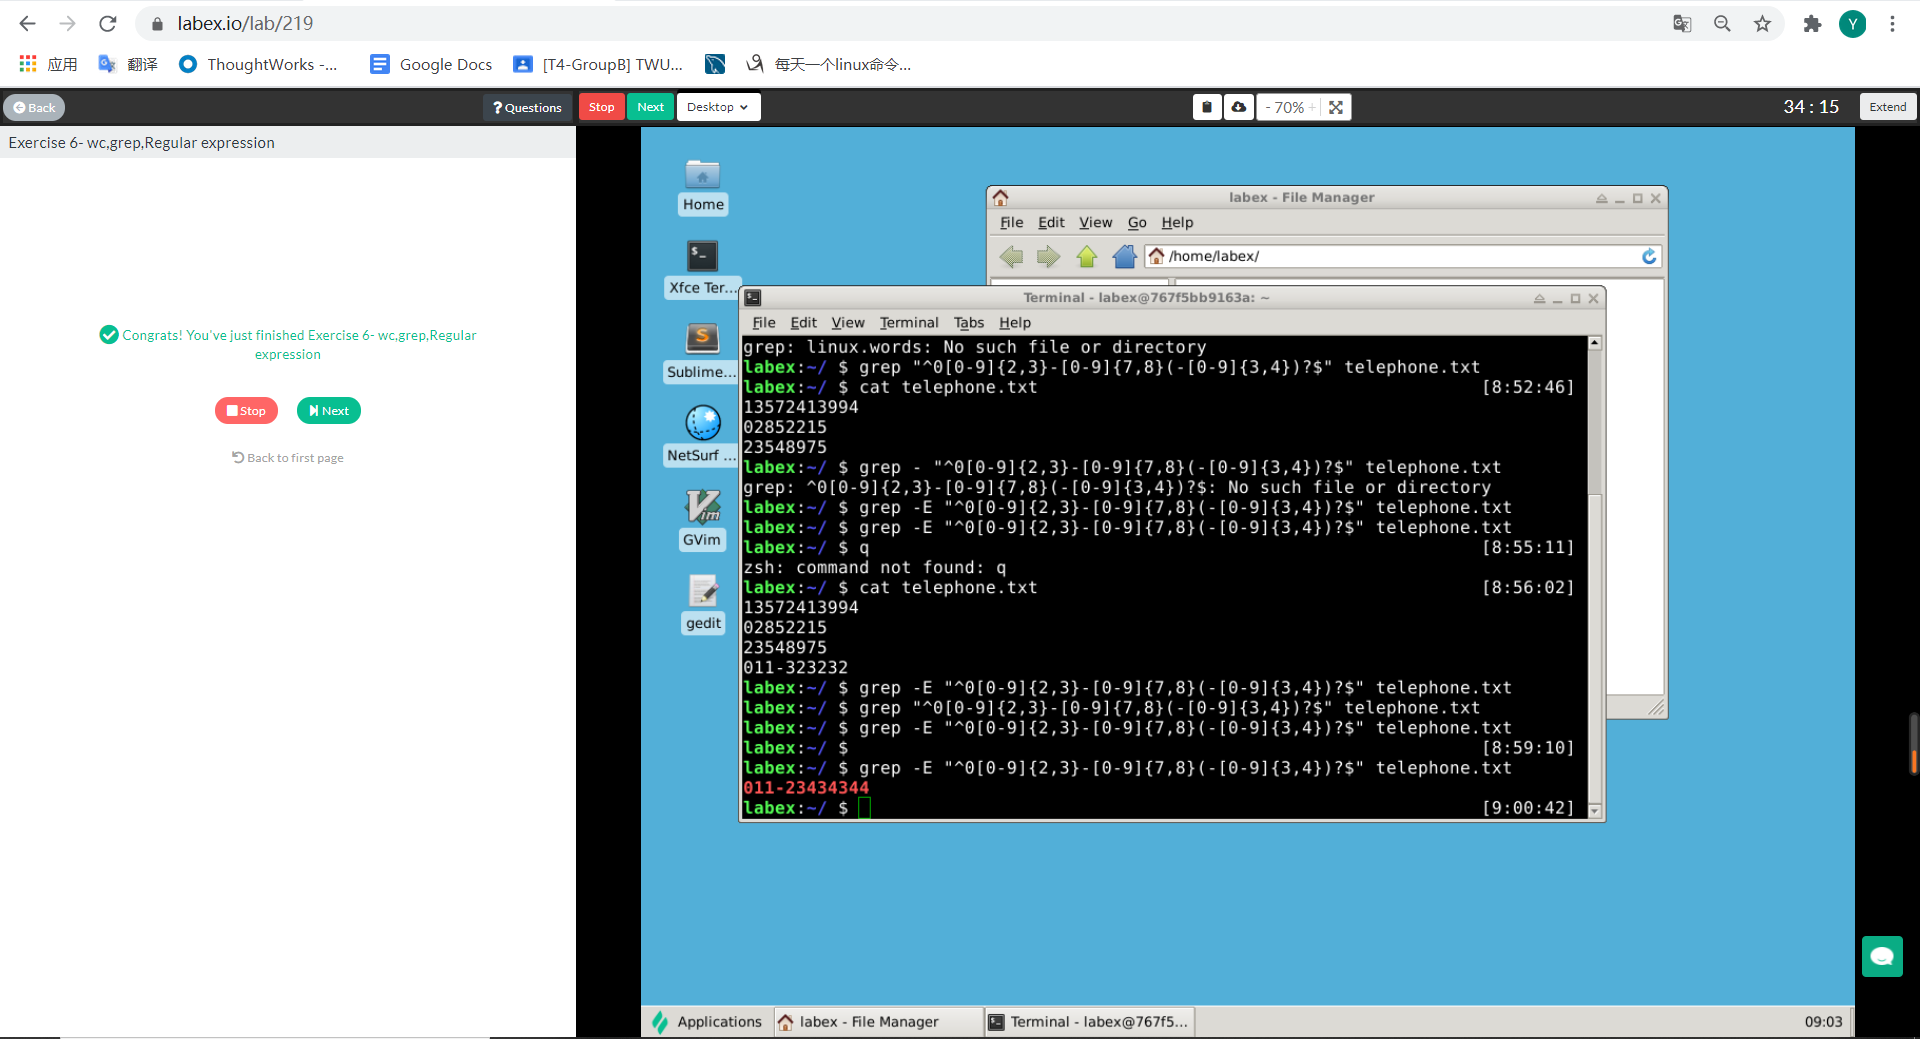 labex.io/lab/219
Y
应用
翻译
ThoughtWorks -...
Google Docs
[T4-GroupB] TWU...
每天一个linux命令...
Back
? Questions
Stop
Next
Desktop
- 70% +
34 : 15
Extend
Exercise 6- wc,grep,Regular expression
Congrats! You've just finished Exercise 6- wc,grep,Regular
expression
Stop
Next
Back to first page
Home
Xfce Ter...
Sublime...
NetSurf ...
GVim
gedit
labex - File Manager
File Edit View Go Help
/home/labex/
Terminal - labex@767f5bb9163a: ~
File Edit View Terminal Tabs Help
grep: linux.words: No such file or directory
labex:~/ $ grep "^0[0-9]{2,3}-[0-9]{7,8}(-[0-9]{3,4})?$" telephone.txt
labex:~/ $ cat telephone.txt [8:52:46]
13572413994
02852215
23548975
labex:~/ $ grep - "^0[0-9]{2,3}-[0-9]{7,8}(-[0-9]{3,4})?$" telephone.txt
grep: ^0[0-9]{2,3}-[0-9]{7,8}(-[0-9]{3,4})?$: No such file or directory
labex:~/ $ grep -E "^0[0-9]{2,3}-[0-9]{7,8}(-[0-9]{3,4})?$" telephone.txt
labex:~/ $ grep -E "^0[0-9]{2,3}-[0-9]{7,8}(-[0-9]{3,4})?$" telephone.txt
labex:~/ $ q [8:55:11]
zsh: command not found: q
labex:~/ $ cat telephone.txt [8:56:02]
13572413994
02852215
23548975
011-323232
labex:~/ $ grep -E "^0[0-9]{2,3}-[0-9]{7,8}(-[0-9]{3,4})?$" telephone.txt
labex:~/ $ grep "^0[0-9]{2,3}-[0-9]{7,8}(-[0-9]{3,4})?$" telephone.txt
labex:~/ $ grep -E "^0[0-9]{2,3}-[0-9]{7,8}(-[0-9]{3,4})?$" telephone.txt
labex:~/ $ [8:59:10]
labex:~/ $ grep -E "^0[0-9]{2,3}-[0-9]{7,8}(-[0-9]{3,4})?$" telephone.txt
011-23434344
labex:~/ $ [9:00:42]
Applications
labex - File Manager
Terminal - labex@767f5...
09:03